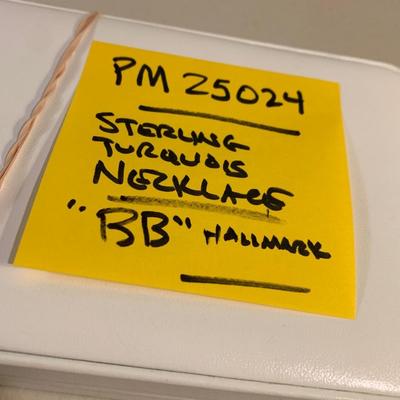 PM 25024
STERLING
TURQUOIS
NECKLACE
"BB" HALLMARK